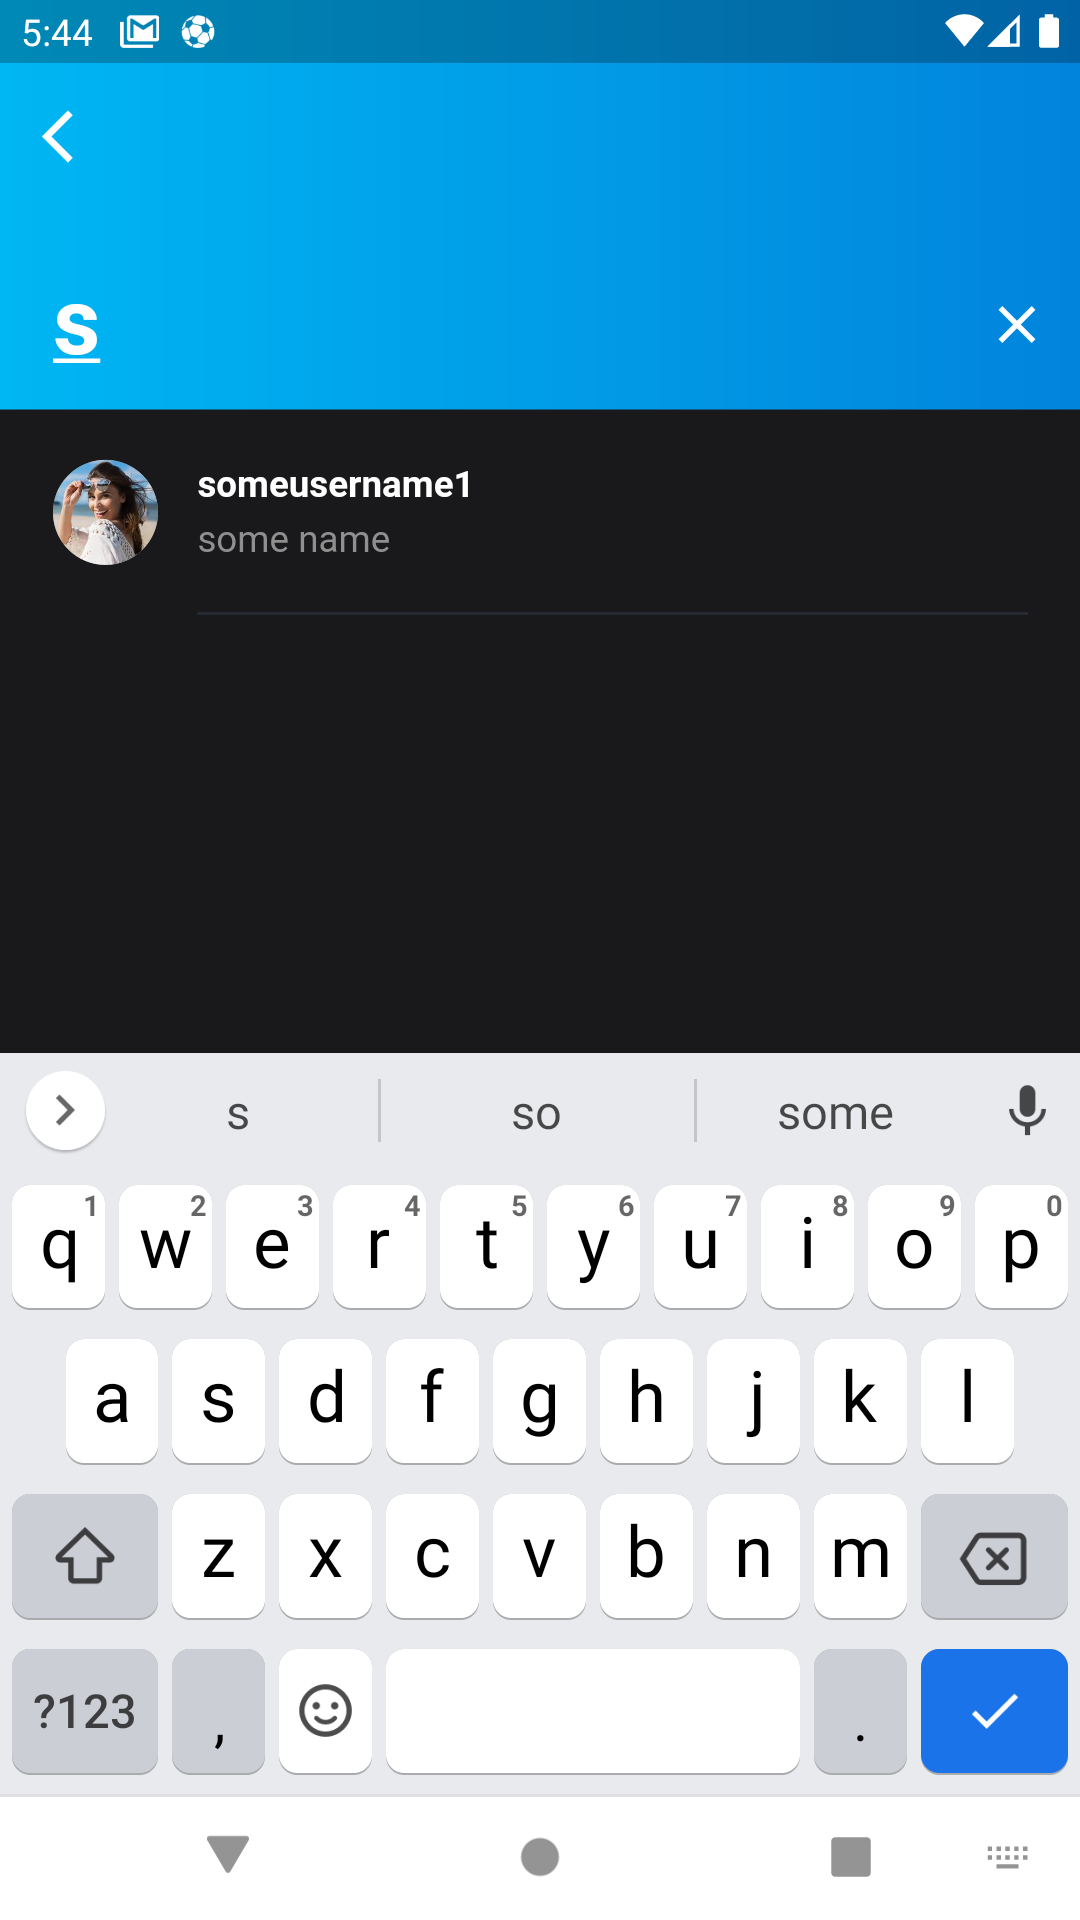 5:44
s
someusername1
some name
s so some
1 2 3 4 5 6 7 8 9 0
q w e r t y u i o p
a s d f g h j k l
z x c v b n m
?123 , .